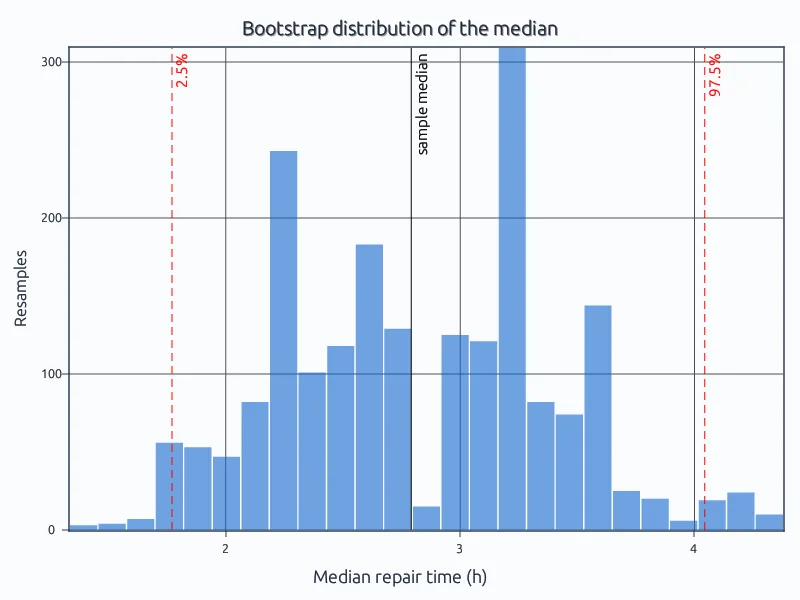 Bootstrap distribution of the median
300
200
100
0
Resamples
2.5%
sample median
97.5%
2
3
4
Median repair time (h)